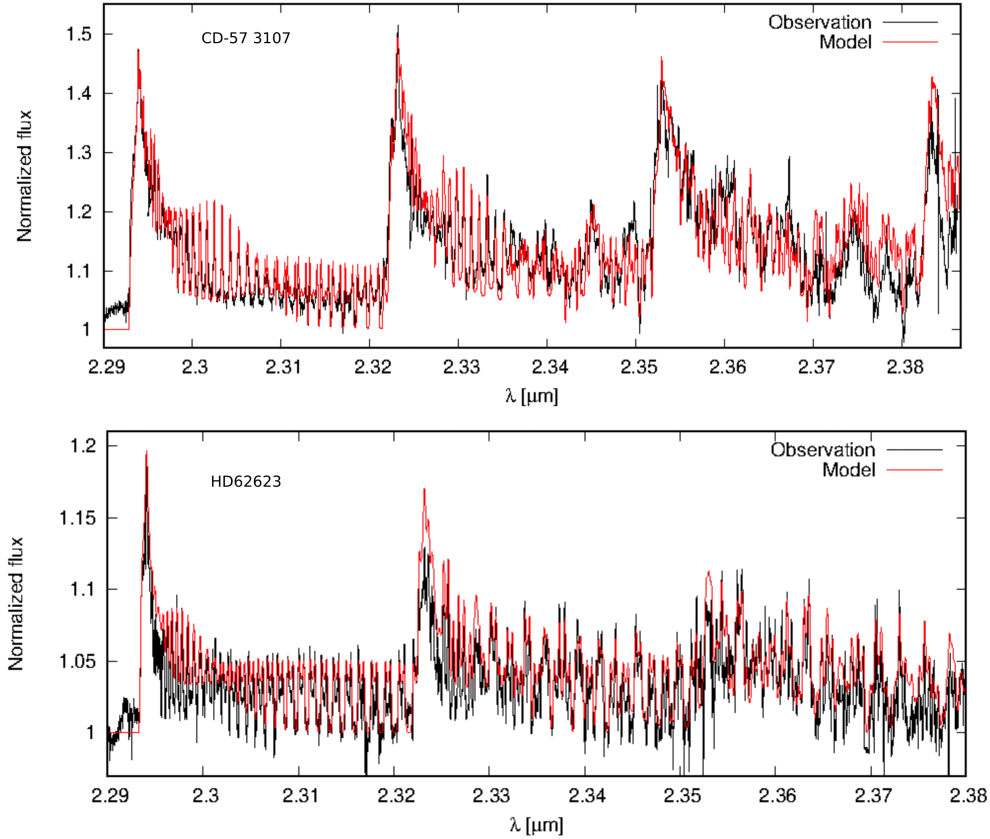 CD-57 3107
Observation
Model
1.5
1.4
1.3
1.2
1.1
1
Normalized flux
2.29 2.3 2.31 2.32 2.33 2.34 2.35 2.36 2.37 2.38
λ [μm]
HD62623
Observation
Model
1.2
1.15
1.1
1.05
1
Normalized flux
2.29 2.3 2.31 2.32 2.33 2.34 2.35 2.36 2.37 2.38
λ [μm]